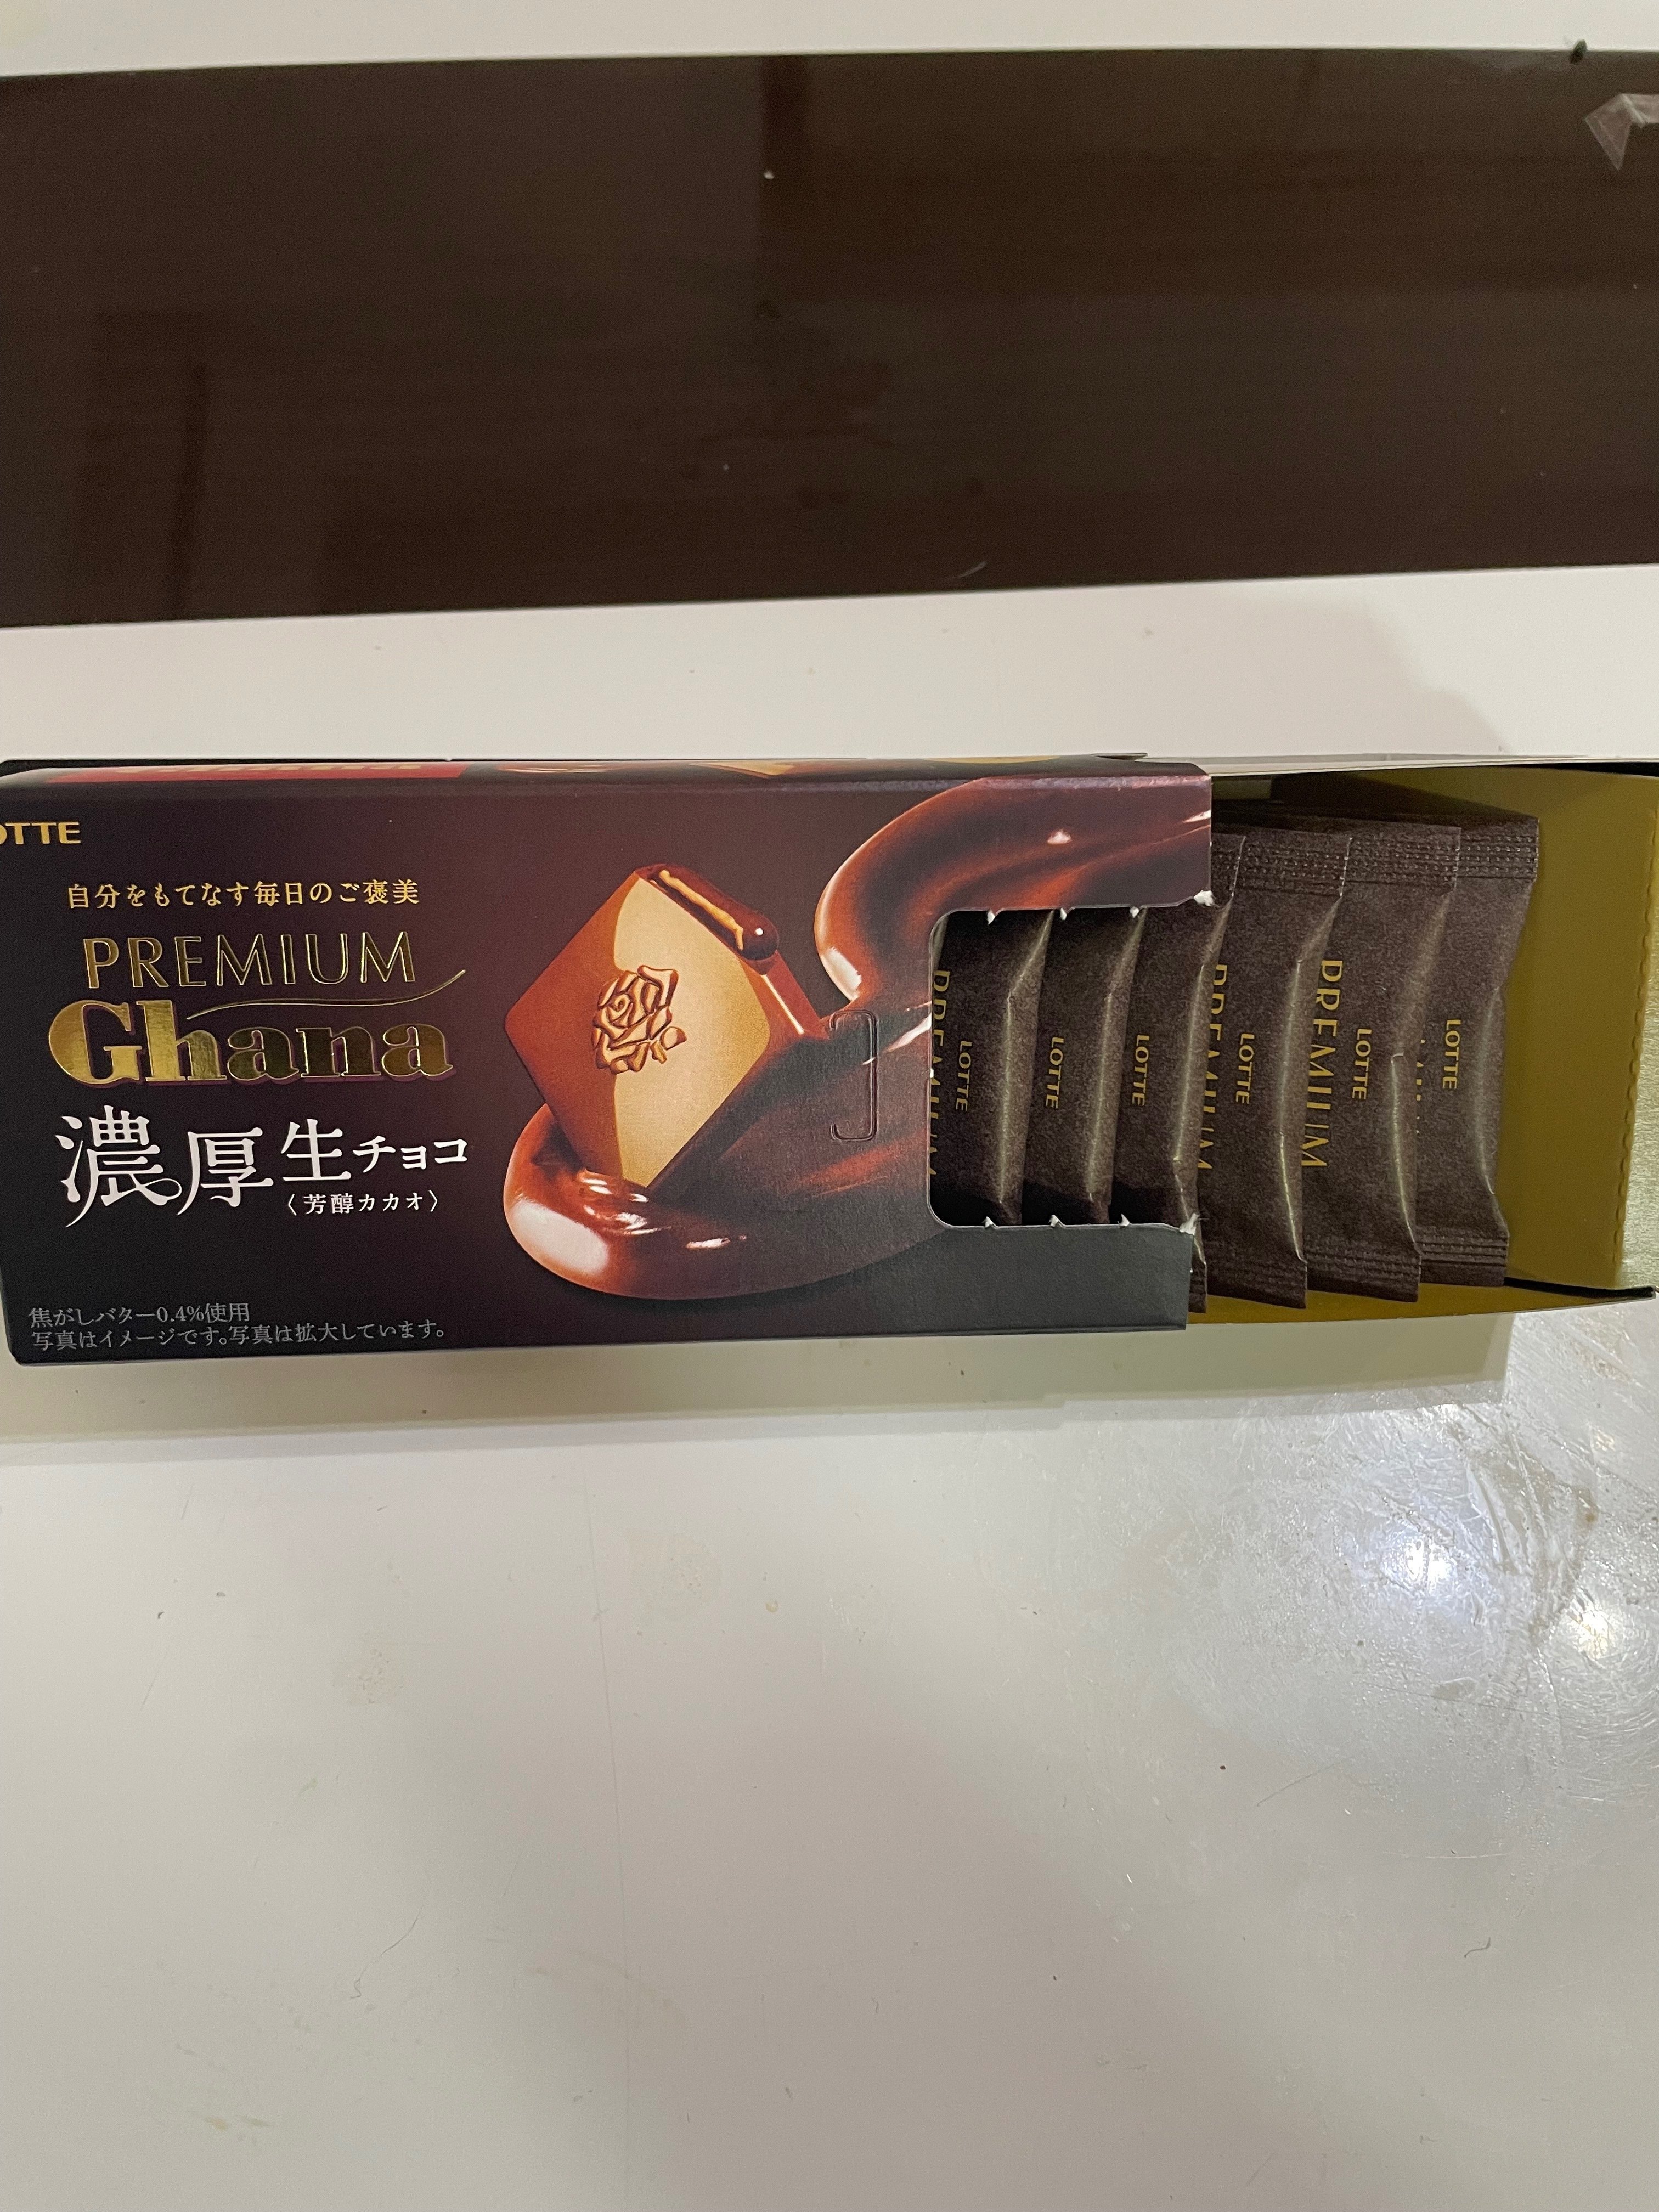 LOTTE
自分をもてなす毎日のご褒美
PREMIUM
Ghana
濃厚生チョコ
〈芳醇カカオ〉
焦がしバター0.4%使用
写真はイメージです。写真は拡大しています。
PREMIUM
LOTTE
LOTTE
LOTTE
PREMIUM
LOTTE
PREMIUM
LOTTE
LOTTE